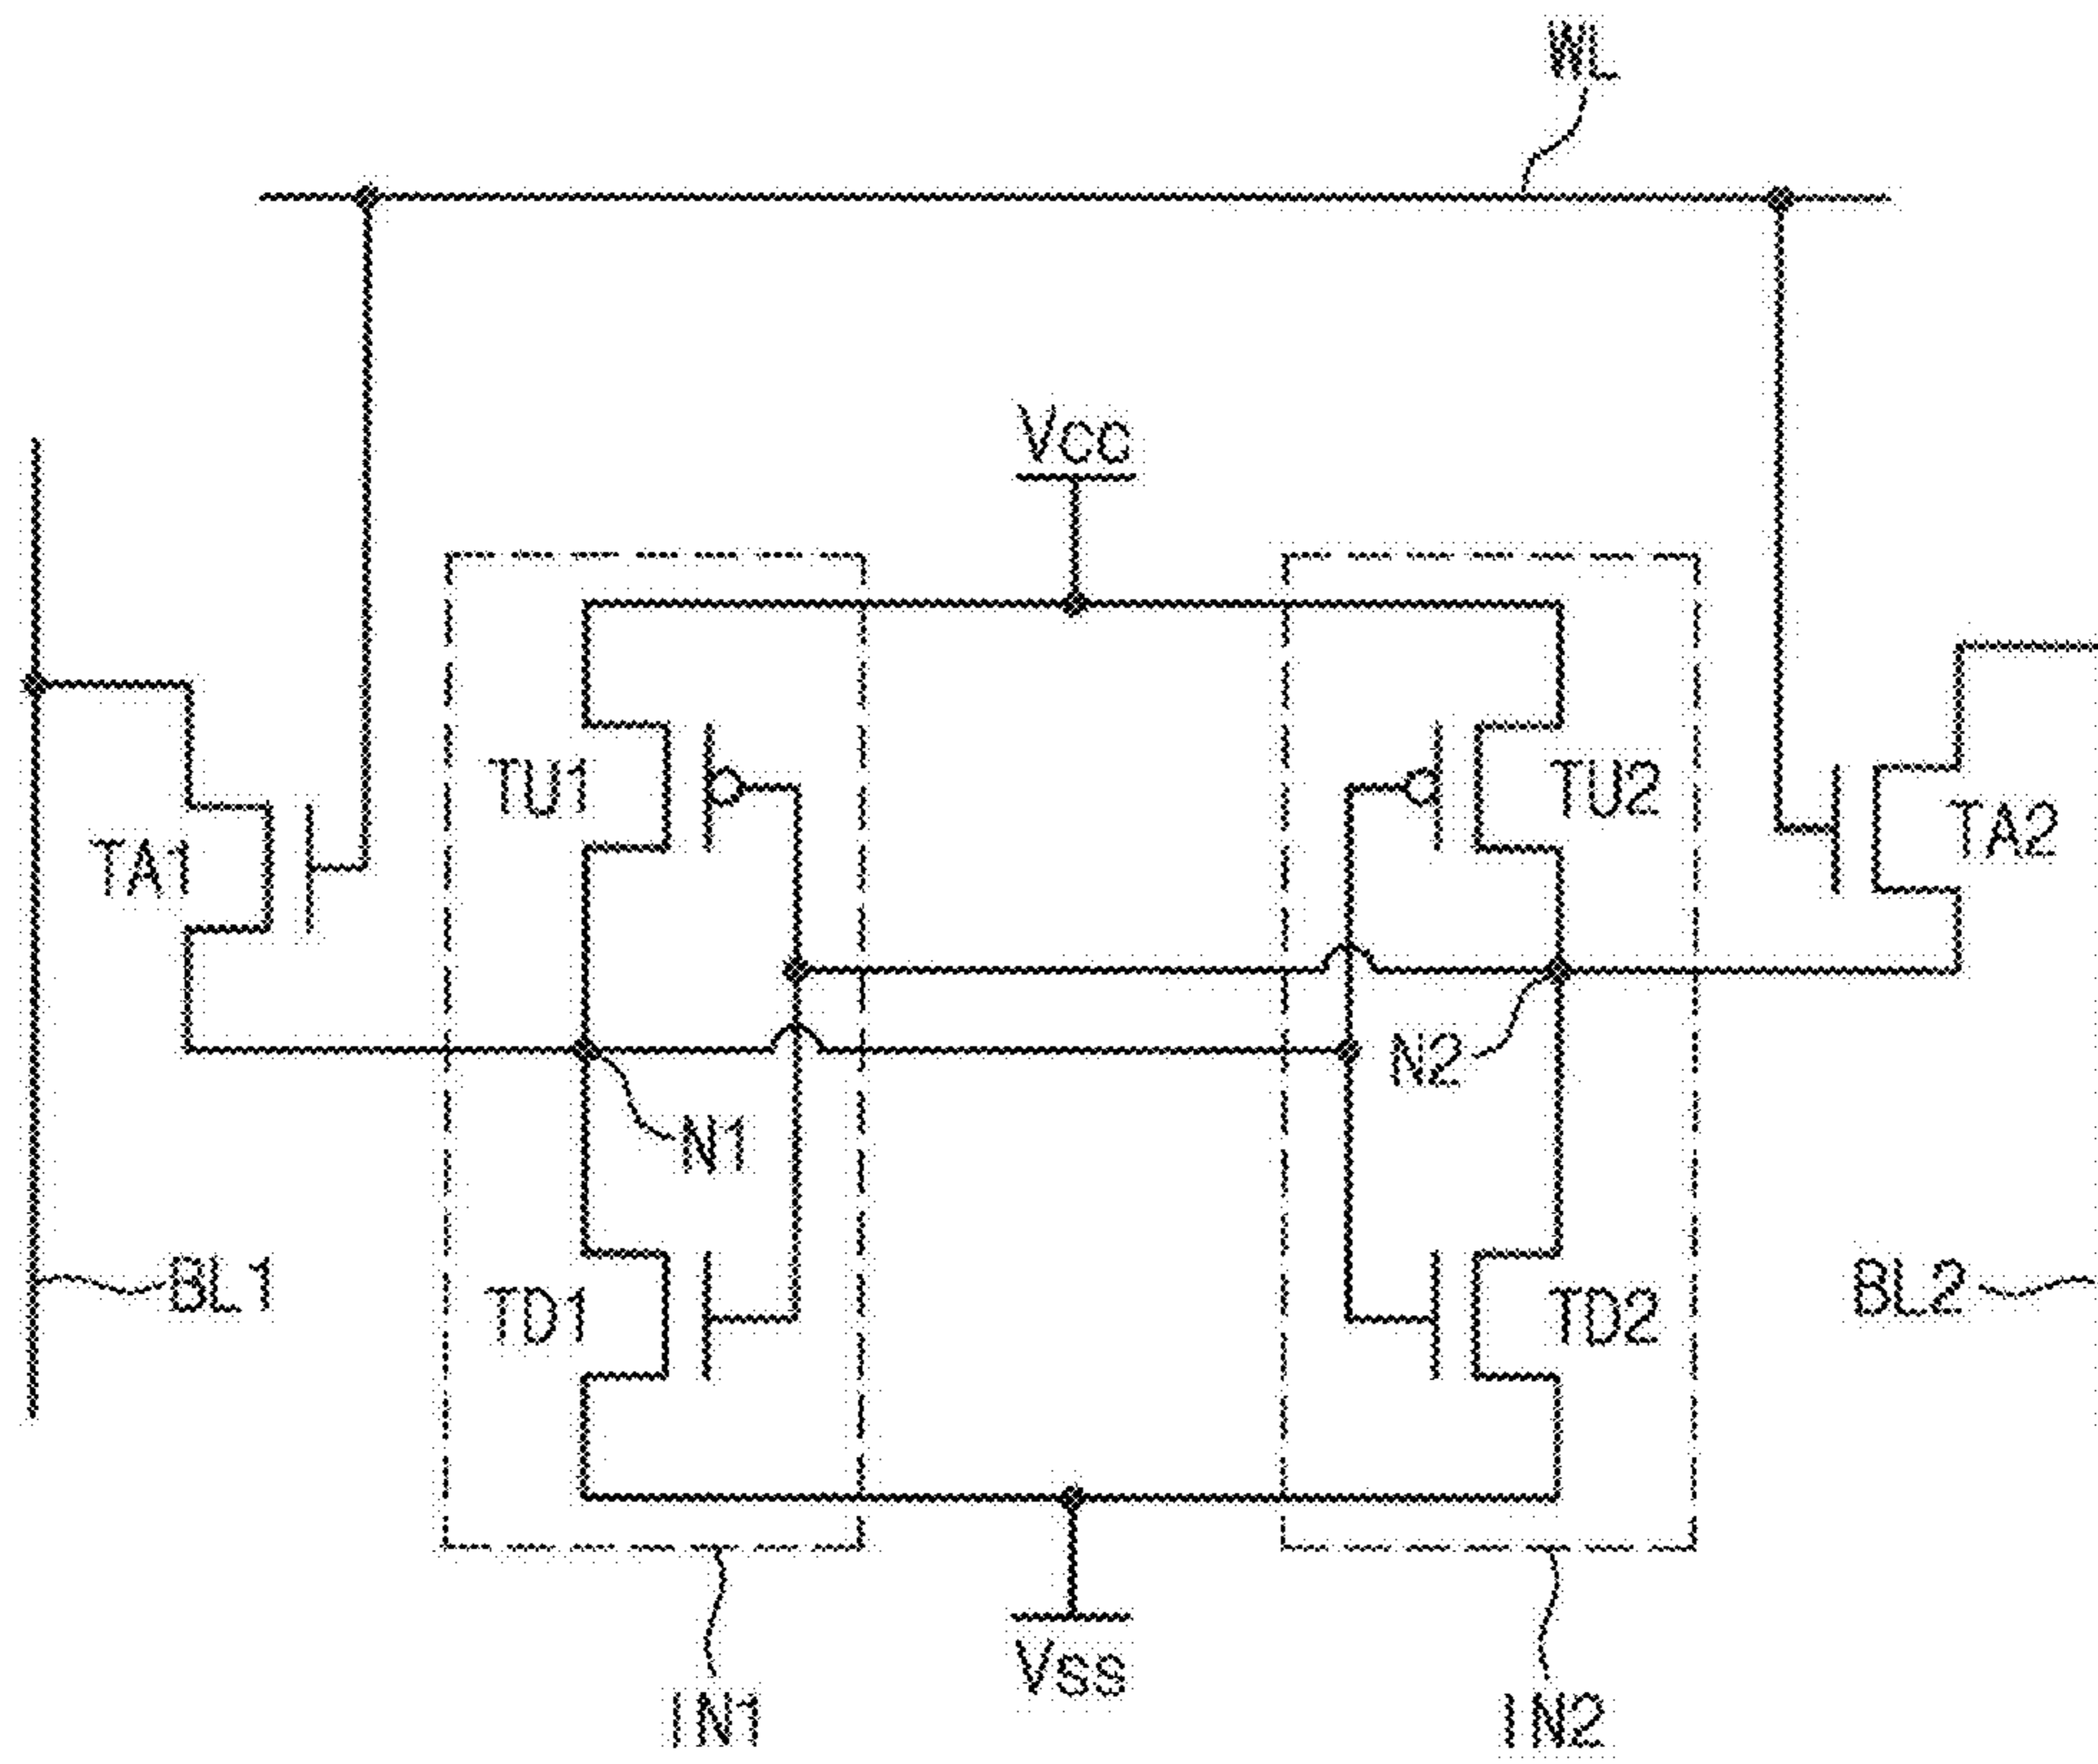 WL
Vcc
TU1
TU2
TA1
TA2
N2
N1
BL1
TD1
TD2
BL2
Vss
IN1
IN2